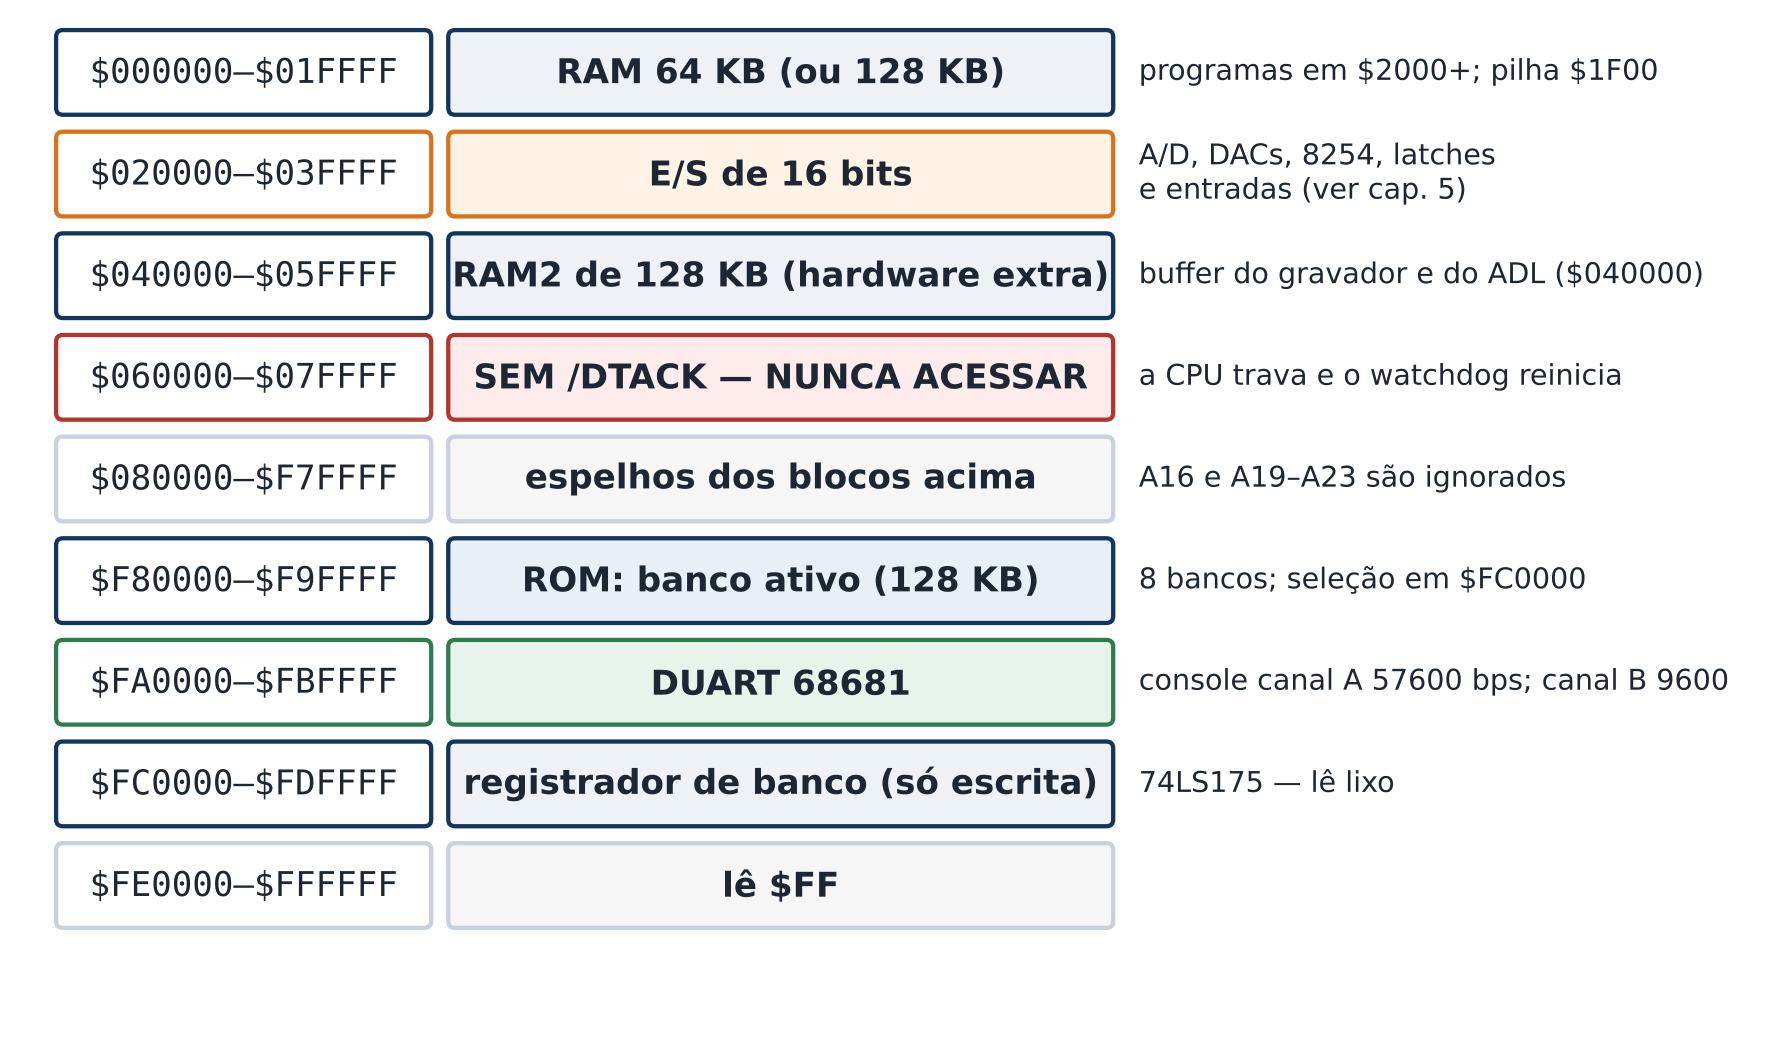 $000000–$01FFFF RAM 64 KB (ou 128 KB) programas em $2000+; pilha $1F00
$020000–$03FFFF E/S de 16 bits A/D, DACs, 8254, latches
e entradas (ver cap. 5)
$040000–$05FFFF RAM2 de 128 KB (hardware extra) buffer do gravador e do ADL ($040000)
$060000–$07FFFF SEM /DTACK — NUNCA ACESSAR a CPU trava e o watchdog reinicia
$080000–$F7FFFF espelhos dos blocos acima A16 e A19–A23 são ignorados
$F80000–$F9FFFF ROM: banco ativo (128 KB) 8 bancos; seleção em $FC0000
$FA0000–$FBFFFF DUART 68681 console canal A 57600 bps; canal B 9600
$FC0000–$FDFFFF registrador de banco (só escrita) 74LS175 — lê lixo
$FE0000–$FFFFFF lê $FF